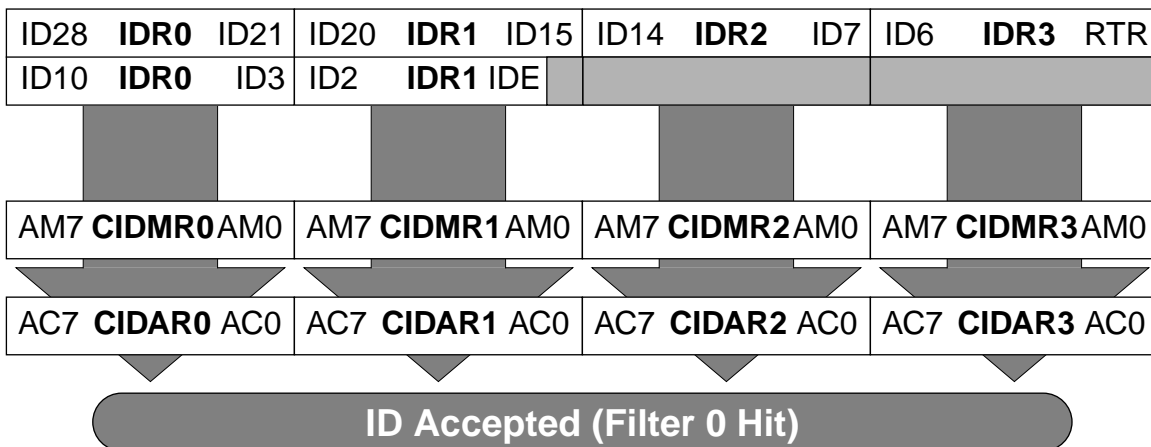 ID28 IDR0 ID21 ID20 IDR1 ID15 ID14 IDR2 ID7 ID6 IDR3 RTR
ID10 IDR0 ID3 ID2 IDR1 IDE
AM7 CIDMR0 AM0 AM7 CIDMR1 AM0 AM7 CIDMR2 AM0 AM7 CIDMR3 AM0
AC7 CIDAR0 AC0 AC7 CIDAR1 AC0 AC7 CIDAR2 AC0 AC7 CIDAR3 AC0
ID Accepted (Filter 0 Hit)